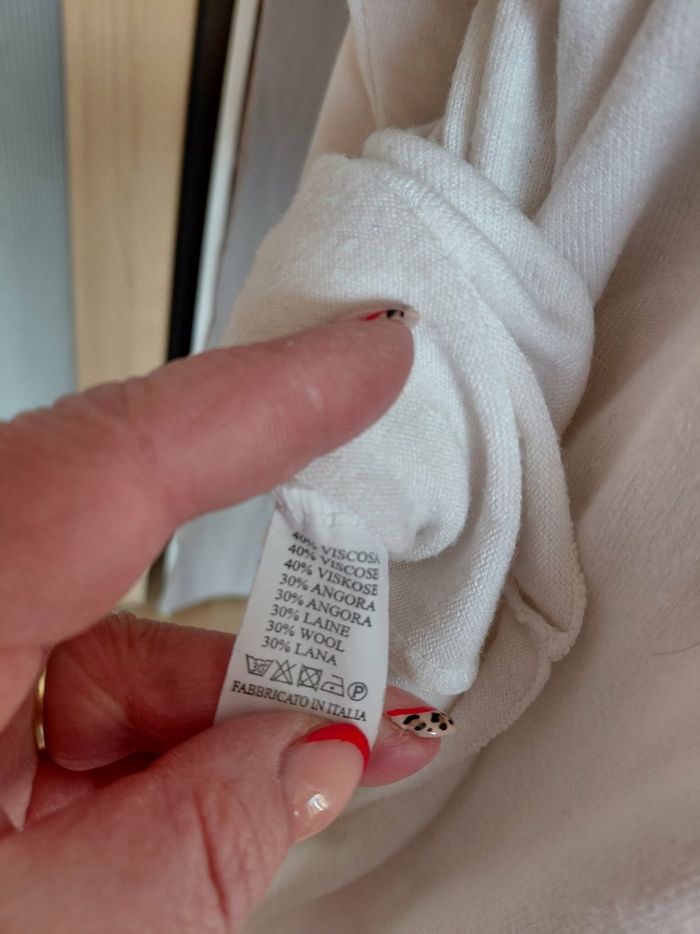 40% VISCOSA
40% VISCOSE
40% VISKOSE
30% ANGORA
30% ANGORA
30% LAINE
30% WOOL
30% LANA
30 P
FABBRICATO IN ITALIA